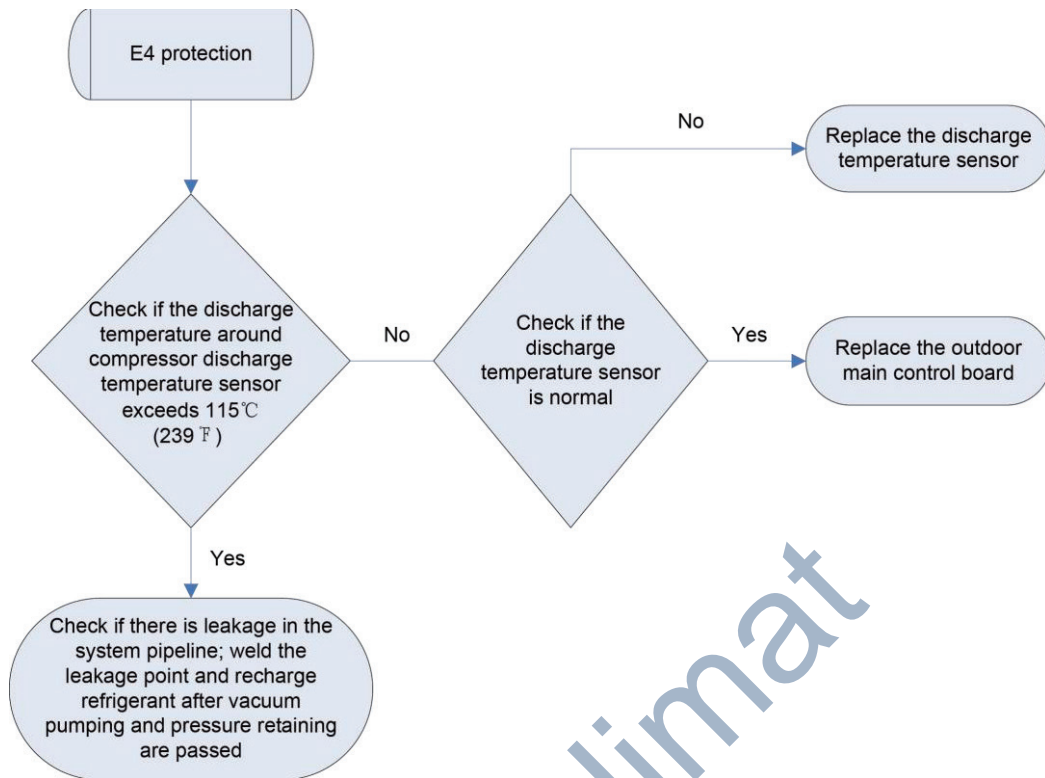 E4 protection
No
Replace the discharge
temperature sensor
Check if the discharge
temperature around
compressor discharge
temperature sensor
exceeds 115℃
(239 ℉)
No
Check if the
discharge
temperature sensor
is normal
Yes
Replace the outdoor
main control board
Yes
Check if there is leakage in the
system pipeline; weld the
leakage point and recharge
refrigerant after vacuum
pumping and pressure retaining
are passed
limat